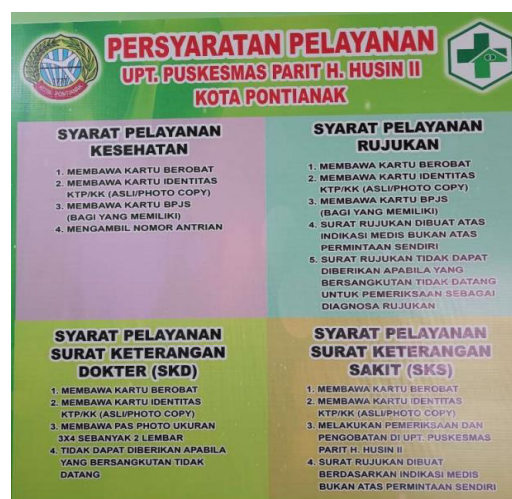 PERSYARATAN PELAYANAN
UPT. PUSKESMAS PARIT H. HUSIN II
KOTA PONTIANAK
KOTA PONTIANAK
SYARAT PELAYANAN
KESEHATAN
1. MEMBAWA KARTU BEROBAT
2. MEMBAWA KARTU IDENTITAS
KTP/KK (ASLI/PHOTO COPY)
3. MEMBAWA KARTU BPJS
(BAGI YANG MEMILIKI)
4. MENGAMBIL NOMOR ANTRIAN
SYARAT PELAYANAN
RUJUKAN
1. MEMBAWA KARTU BEROBAT
2. MEMBAWA KARTU IDENTITAS
KTP/KK (ASLI/PHOTO COPY)
3. MEMBAWA KARTU BPJS
(BAGI YANG MEMILIKI)
4. SURAT RUJUKAN DIBUAT ATAS
INDIKASI MEDIS BUKAN ATAS
PERMINTAAN SENDIRI
5. SURAT RUJUKAN TIDAK DAPAT
DIBERIKAN APABILA YANG
BERSANGKUTAN TIDAK DATANG
UNTUK PEMERIKSAAN SEBAGAI
DIAGNOSA RUJUKAN
SYARAT PELAYANAN
SURAT KETERANGAN
DOKTER (SKD)
1. MEMBAWA KARTU BEROBAT
2. MEMBAWA KARTU IDENTITAS
KTP/KK (ASLI/PHOTO COPY)
3. MEMBAWA PAS PHOTO UKURAN
3X4 SEBANYAK 2 LEMBAR
4. TIDAK DAPAT DIBERIKAN APABILA
YANG BERSANGKUTAN TIDAK
DATANG
SYARAT PELAYANAN
SURAT KETERANGAN
SAKIT (SKS)
1. MEMBAWA KARTU BEROBAT
2. MEMBAWA KARTU IDENTITAS
KTP/KK (ASLI/PHOTO COPY)
3. MELAKUKAN PEMERIKSAAN DAN
PENGOBATAN DI UPT. PUSKESMAS
PARIT H. HUSIN II
4. SURAT RUJUKAN DIBUAT
BERDASARKAN INDIKASI MEDIS
BUKAN ATAS PERMINTAAN SENDIRI